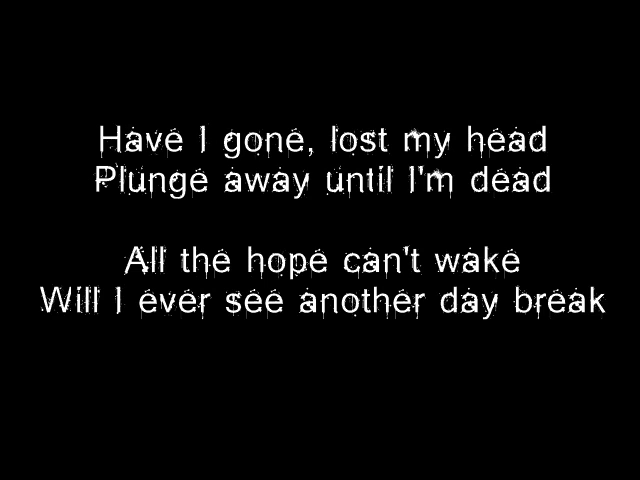 Have I gone, lost my head
Plunge away until I'm dead
All the hope can't wake
Will I ever see another day break